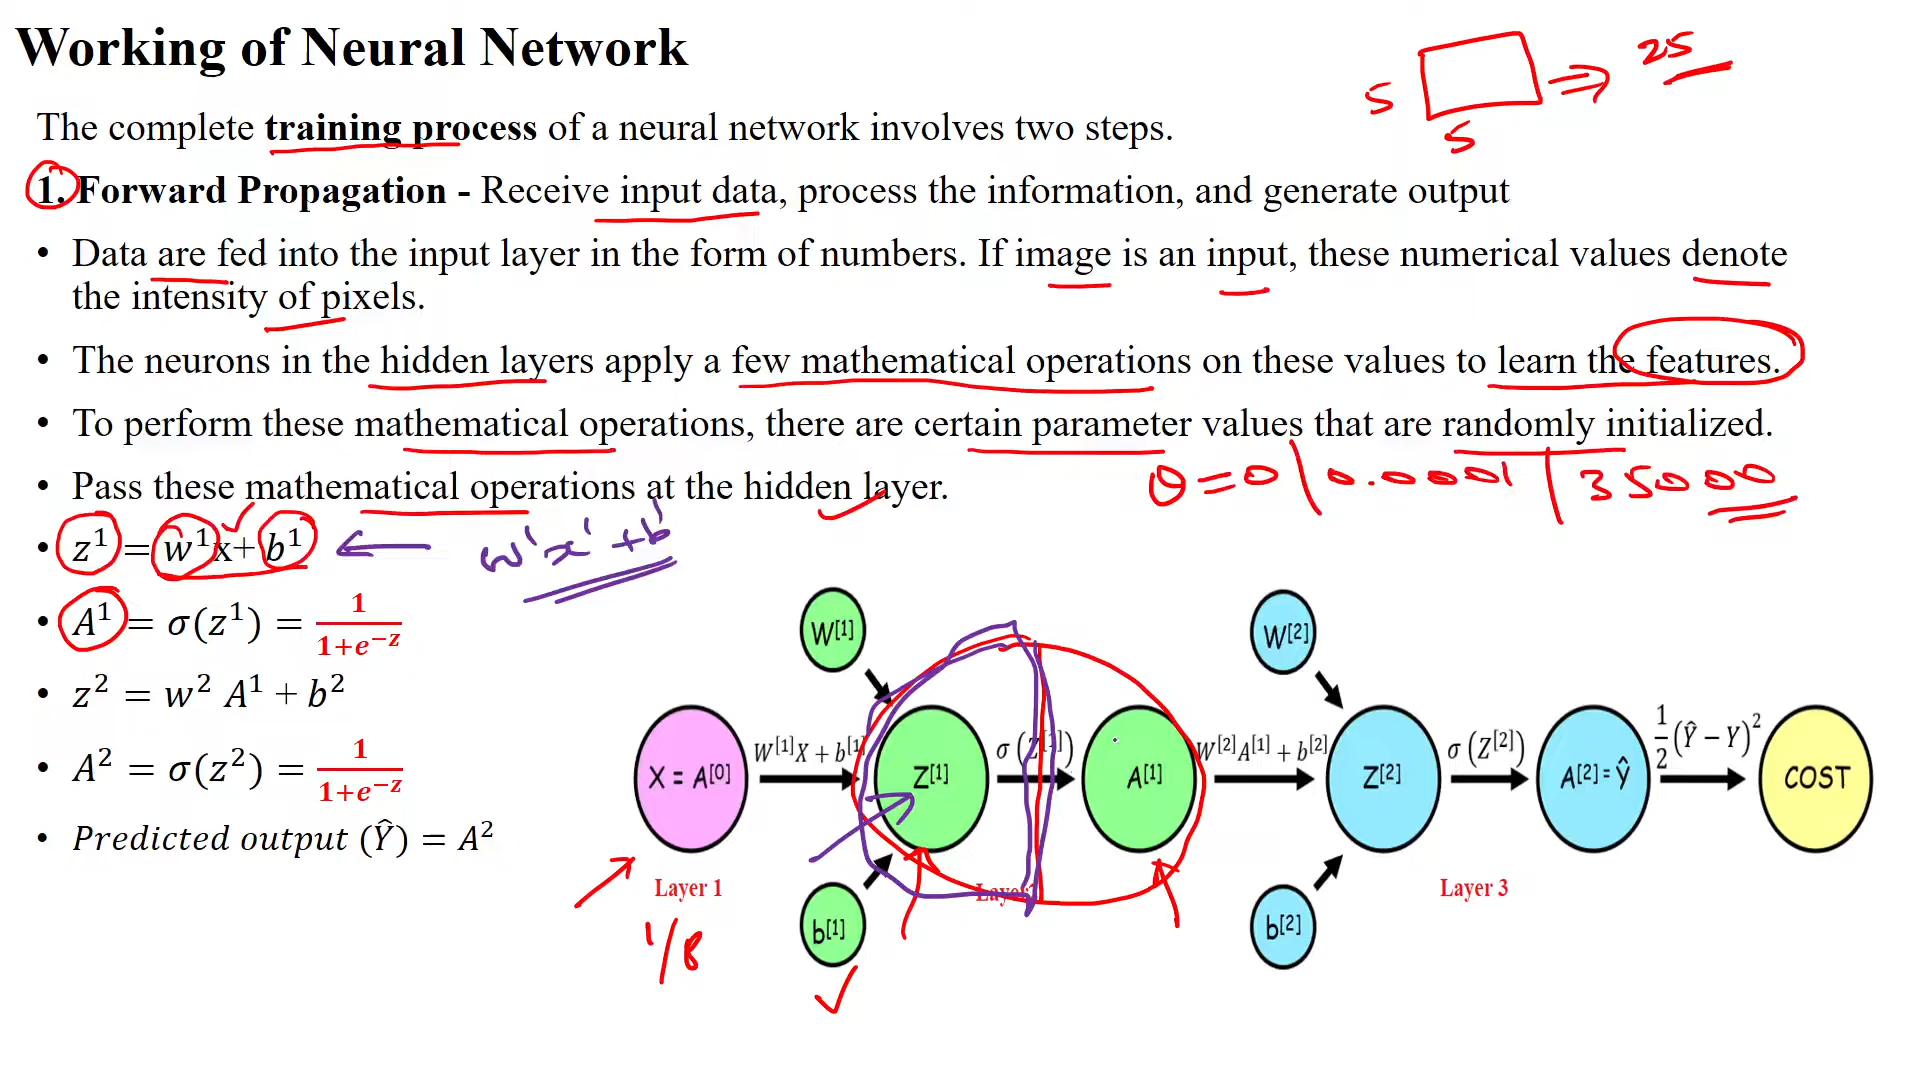 Working of Neural Network
5
5
25
The complete training process of a neural network involves two steps.
1. Forward Propagation - Receive input data, process the information, and generate output
• Data are fed into the input layer in the form of numbers. If image is an input, these numerical values denote
the intensity of pixels.
• The neurons in the hidden layers apply a few mathematical operations on these values to learn the features.
• To perform these mathematical operations, there are certain parameter values that are randomly initialized.
• Pass these mathematical operations at the hidden layer.
θ = 0 | 0.0001 | 35000
• z¹ = w¹x+ b¹
w¹x¹ + b¹
• A¹ = σ(z¹) = 1/(1+e⁻ᶻ)
• z² = w² A¹ + b²
• A² = σ(z²) = 1/(1+e⁻ᶻ)
• Predicted output (Ŷ) = A²
W[1]
W[2]
X = A[0]
W[1]X + b[1]
Z[1]
σ(Z[1])
A[1]
W[2]A[1] + b[2]
Z[2]
σ(Z[2])
A[2] = Ŷ
1/2(Ŷ − Y)²
COST
b[1]
b[2]
Layer 1
Layer
Layer 3
1/8